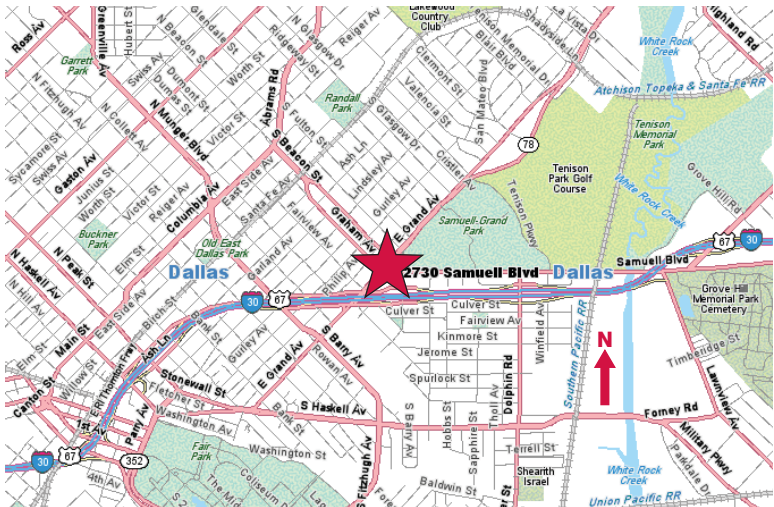 Greenville Av
Hubert St
Glendale St
N Beacon St
Ridgeway St
N Glasgow Dr
Reiger Av
Lakewood
Country
Club
La Vista Dr
Shadyside Ln
Tenison Memorial Dr
Blair Blvd
White Rock
Creek
Highland Rd
Ross Av
Garrett
Park
Swiss Av
Dumont St
Dumas St
Worth St
Clermont St
Valencia St
San Mateo Blvd
Atchison Topeka & Santa Fe RR
N Fitzhugh Av
N Collett Av
N Munger Blvd
Victor St
Abrams Rd
Randall
Park
S Fulton St
Ash Ln
Glasgow Dr
Tenison
Memorial
Park
Sycamore St
Swiss Av
Gaston Av
Junius St
Worth St
Victor St
Reiger Av
Columbia Av
East Side Av
Santa Fe Av
S Beacon St
Lindsley Av
Gurley Av
Cristler Av
78
Tenison
Park Golf
Course
White Rock Creek
Grove Hill Rd
Buckner
Park
Elm St
Old East
Dallas Park
Fairview Av
Graham Av
E Grand Av
Samuell-Grand
Park
Tenison Pkwy
N Haskell Av
N Peak St
N Hill Av
Dallas
Garland Av
Philip Av
2730 Samuell Blvd
Dallas
Samuell Blvd
67
30
East Side Av
Birch St
Bank St
30
67
Culver St
Culver St
Fairview Av
Winfield Av
Grove Hill
Memorial Park
Cemetery
Elm St
Main St
Willow St
Ash Ln
Gurley Av
E Grand Av
Rowan Av
S Barry Av
Kinmore St
Jerome St
Spurlock St
Dolphin Rd
Southern Pacific RR
N
Timberidge St
Canton St
1st Av
Parry Av
Stonewall St
Fletcher St
Washington Av
Bank St
S Haskell Av
S Barry Av
Hobbs St
Tholl Av
Sapphire St
Forney Rd
Lawnview Av
Military Pkwy
Parkdale Dr
30
67
352
Fair
Park
Washington St
S Fitzhugh Av
Terrell St
Shearith
Israel
White Rock
Creek
4th Av
S 2
The Mid
Coliseum Dr
Baldwin St
Union Pacific RR